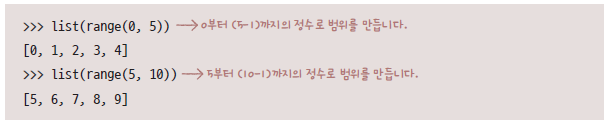 >>> list(range(0, 5)) → 0부터 (5-1)까지의 정수로 범위를 만듭니다.
[0, 1, 2, 3, 4]
>>> list(range(5, 10)) → 5부터 (10-1)까지의 정수로 범위를 만듭니다.
[5, 6, 7, 8, 9]